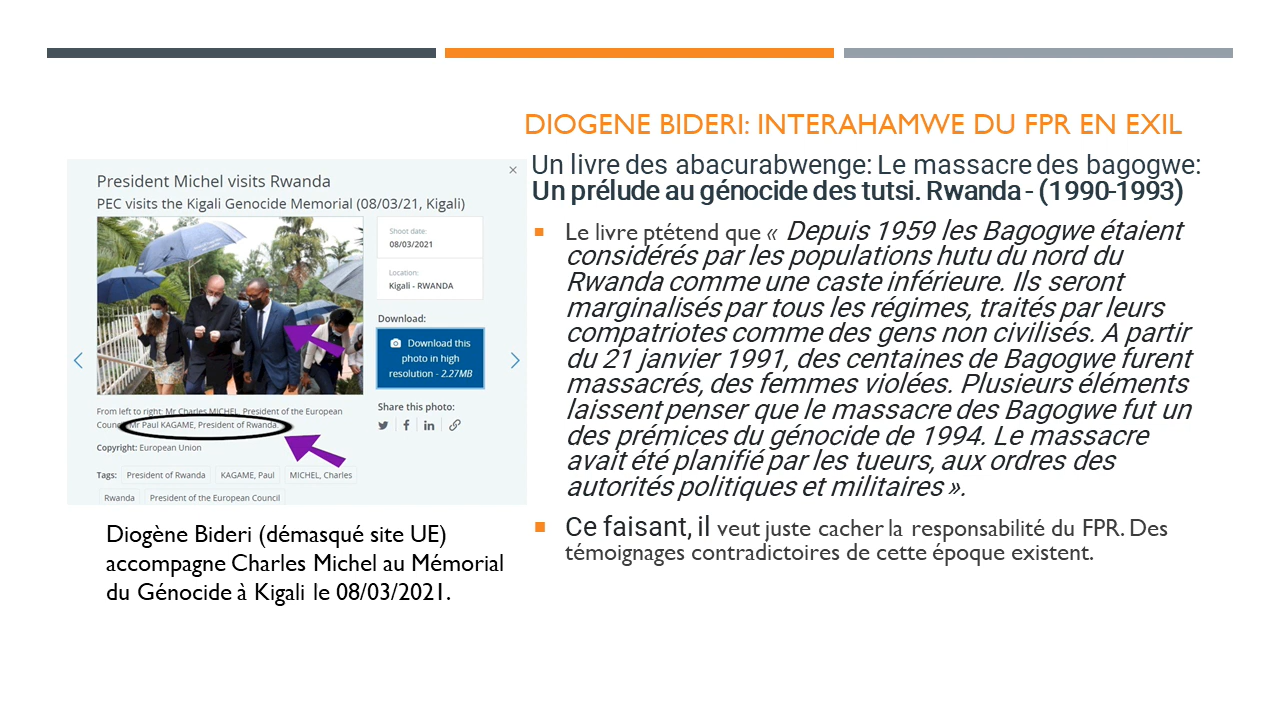 DIOGENE BIDERI: INTERAHAMWE DU FPR EN EXIL
Un livre des abacurabwenge: Le massacre des bagogwe:
Un prélude au génocide des tutsi. Rwanda - (1990-1993)
Le livre ptétend que « Depuis 1959 les Bagogwe étaient
considérés par les populations hutu du nord du
Rwanda comme une caste inférieure. Ils seront
marginalisés par tous les régimes, traités par leurs
compatriotes comme des gens non civilisés. A partir
du 21 janvier 1991, des centaines de Bagogwe furent
massacrés, des femmes violées. Plusieurs éléments
laissent penser que le massacre des Bagogwe fut un
des prémices du génocide de 1994. Le massacre
avait été planifié par les tueurs, aux ordres des
autorités politiques et militaires ».
Ce faisant, il veut juste cacher la responsabilité du FPR. Des
témoignages contradictoires de cette époque existent.
President Michel visits Rwanda
PEC visits the Kigali Genocide Memorial (08/03/21, Kigali)
Shoot date:
08/03/2021
Location:
Kigali - RWANDA
Download:
Download this
photo in high
resolution - 2.27MB
Share this photo:
From left to right: Mr Charles MICHEL, President of the European
Council Mr Paul KAGAME, President of Rwanda.
Copyright: European Union
Tags: President of Rwanda KAGAME, Paul MICHEL, Charles
Rwanda President of the European Council
Diogène Bideri (démasqué site UE)
accompagne Charles Michel au Mémorial
du Génocide à Kigali le 08/03/2021.